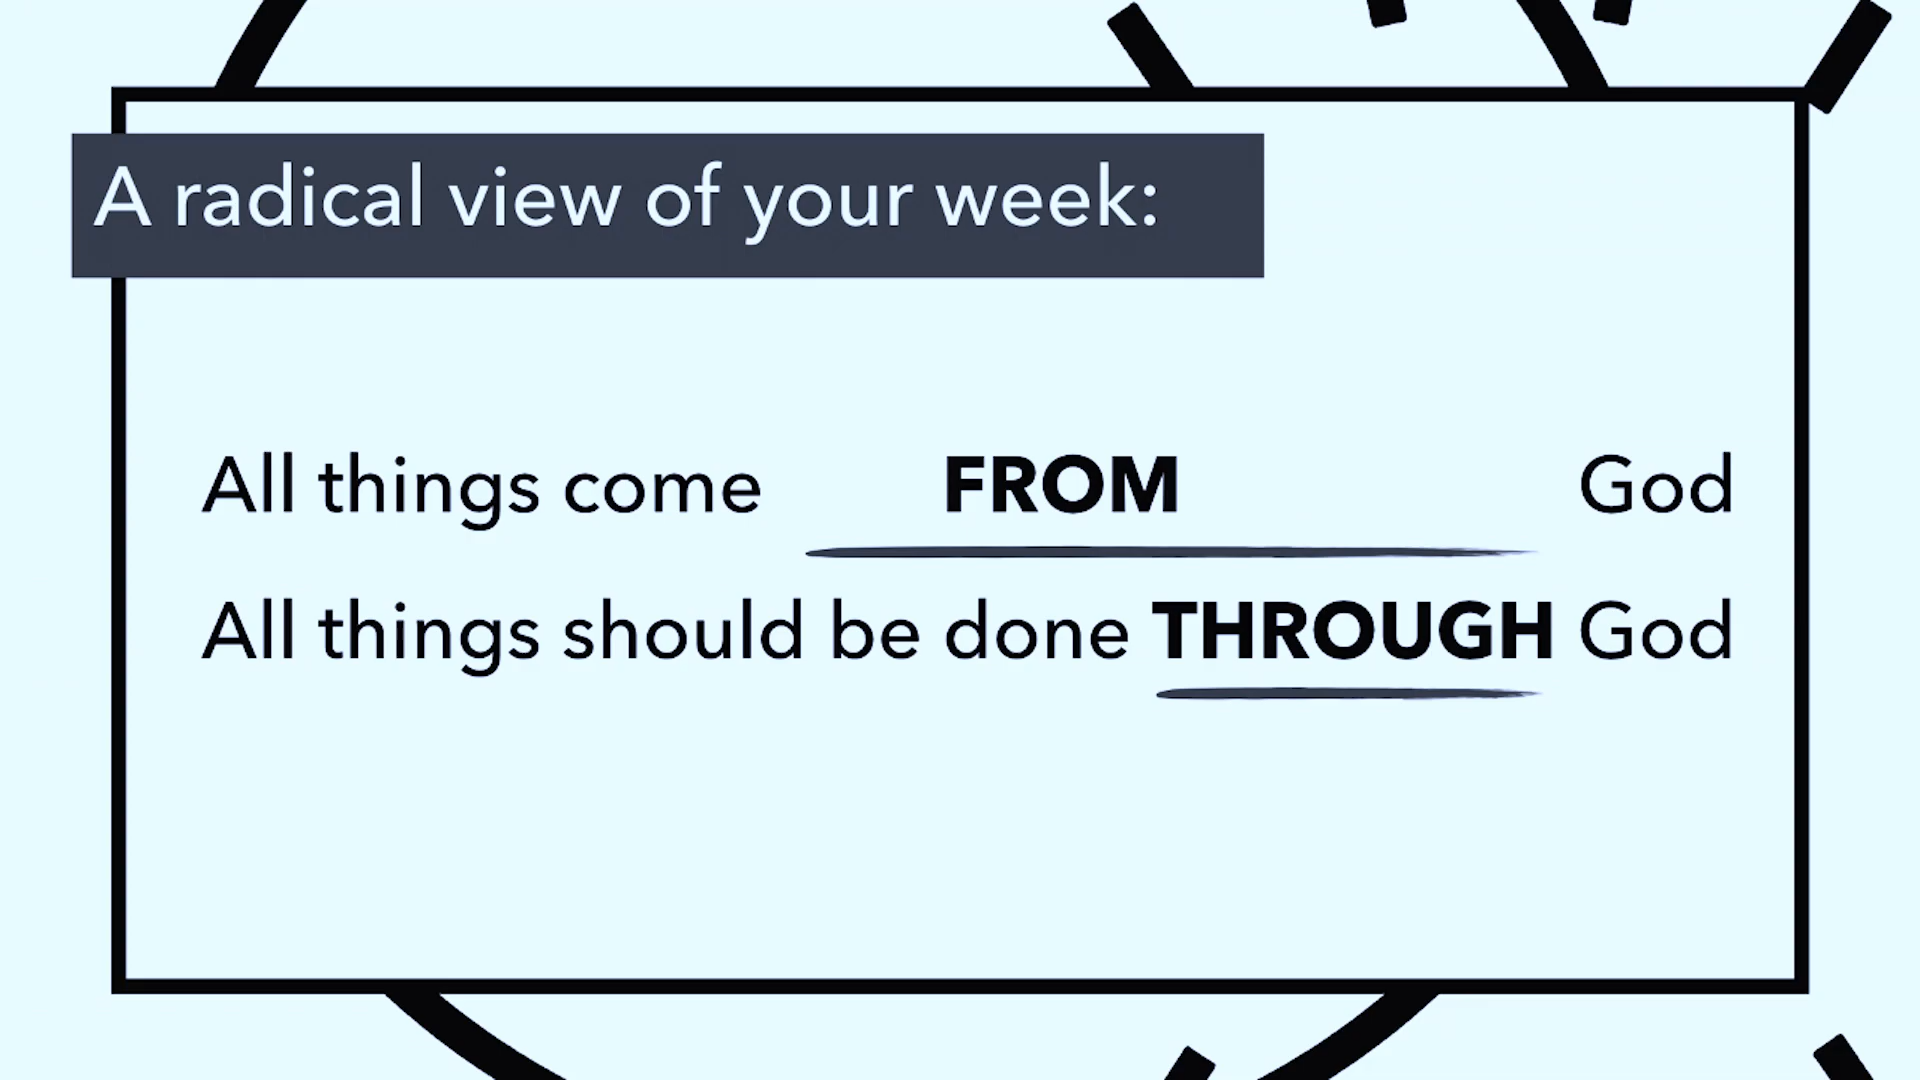 A radical view of your week:
All things come FROM God
All things should be done THROUGH God